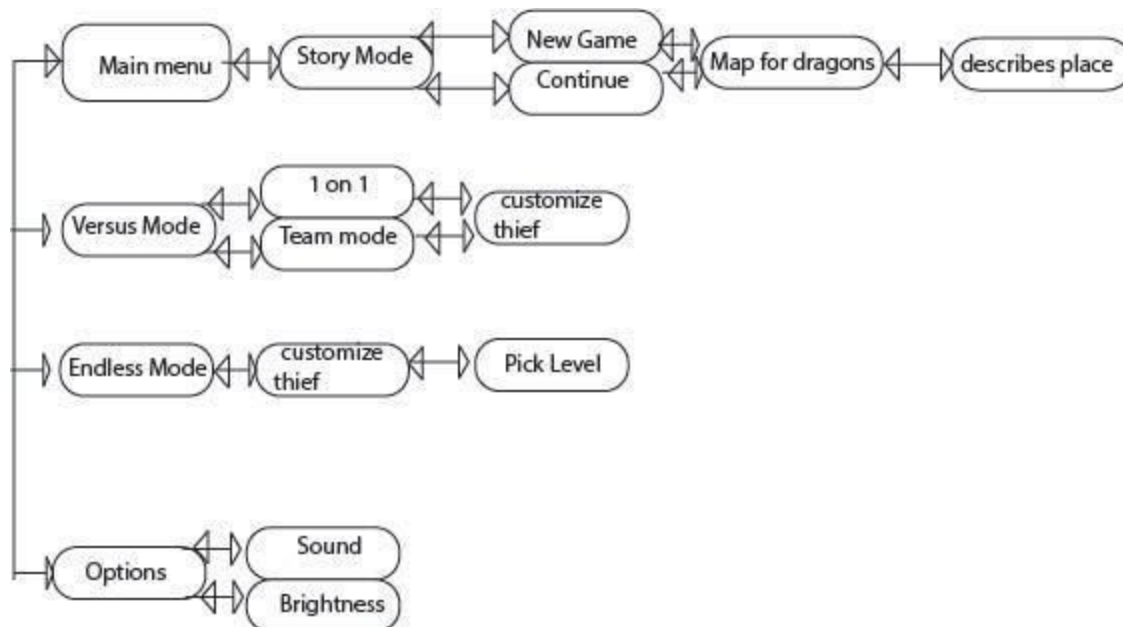 Main menu
Story Mode
New Game
Continue
Map for dragons
describes place
Versus Mode
1 on 1
Team mode
customize
thief
Endless Mode
customize
thief
Pick Level
Options
Sound
Brightness